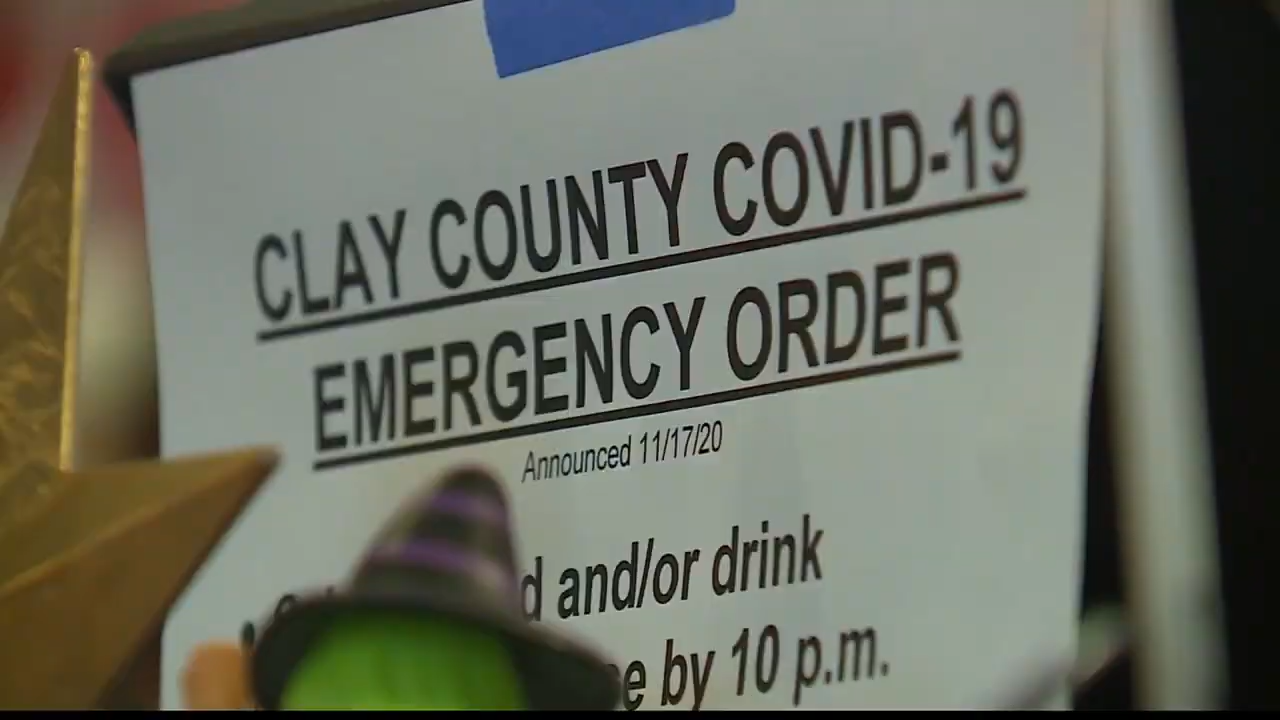 CLAY COUNTY COVID-19
EMERGENCY ORDER
Announced 11/17/20
and/or drink
by 10 p.m.